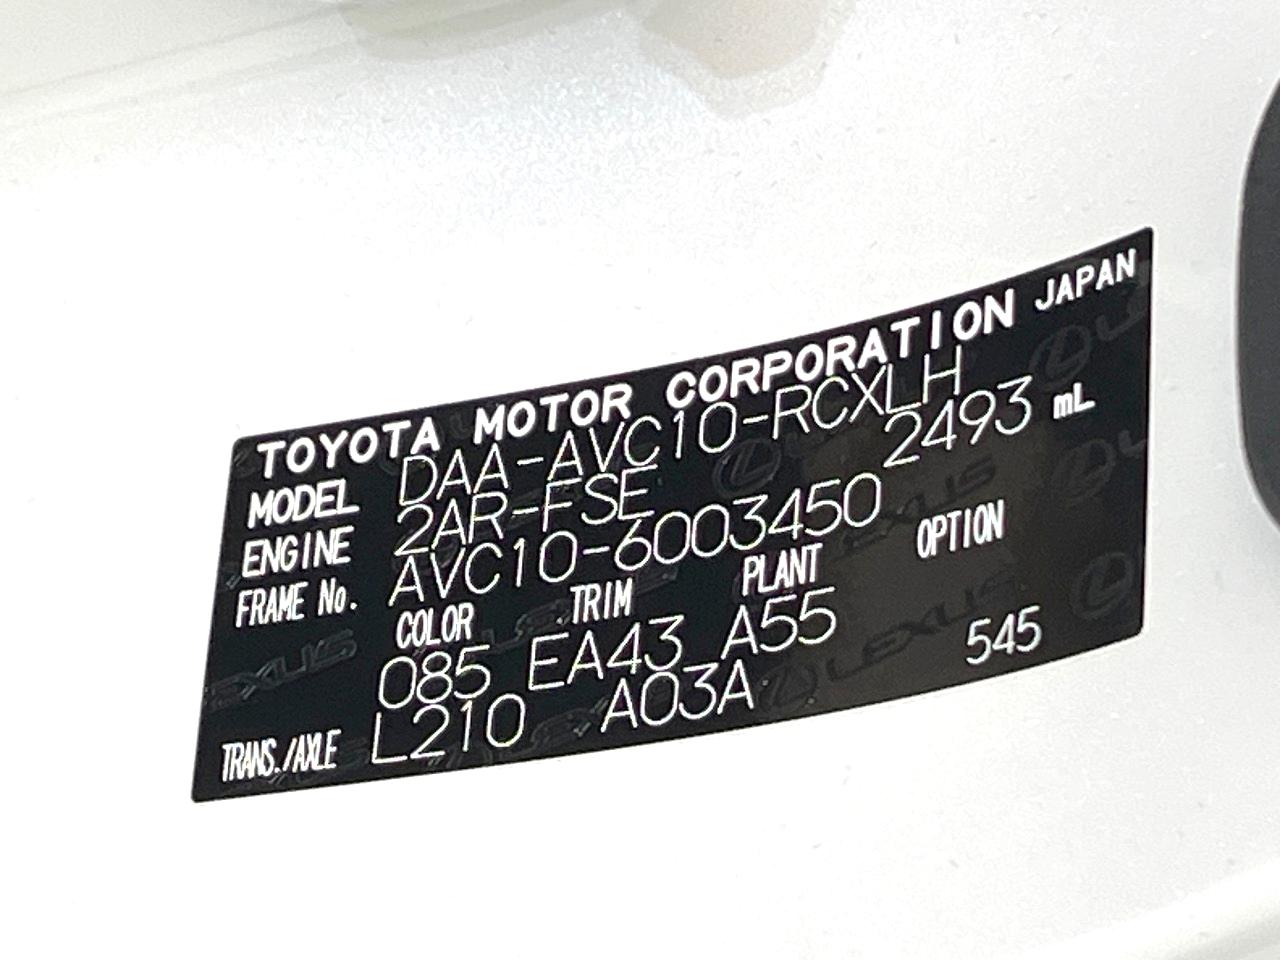 TOYOTA MOTOR CORPORATION JAPAN
MODEL DAA-AVC10-RCXLH
ENGINE 2AR-FSE 2493 mL
FRAME No. AVC10-6003450
COLOR TRIM PLANT OPTION
085 EA43 A55
TRANS./AXLE L210 A03A 545